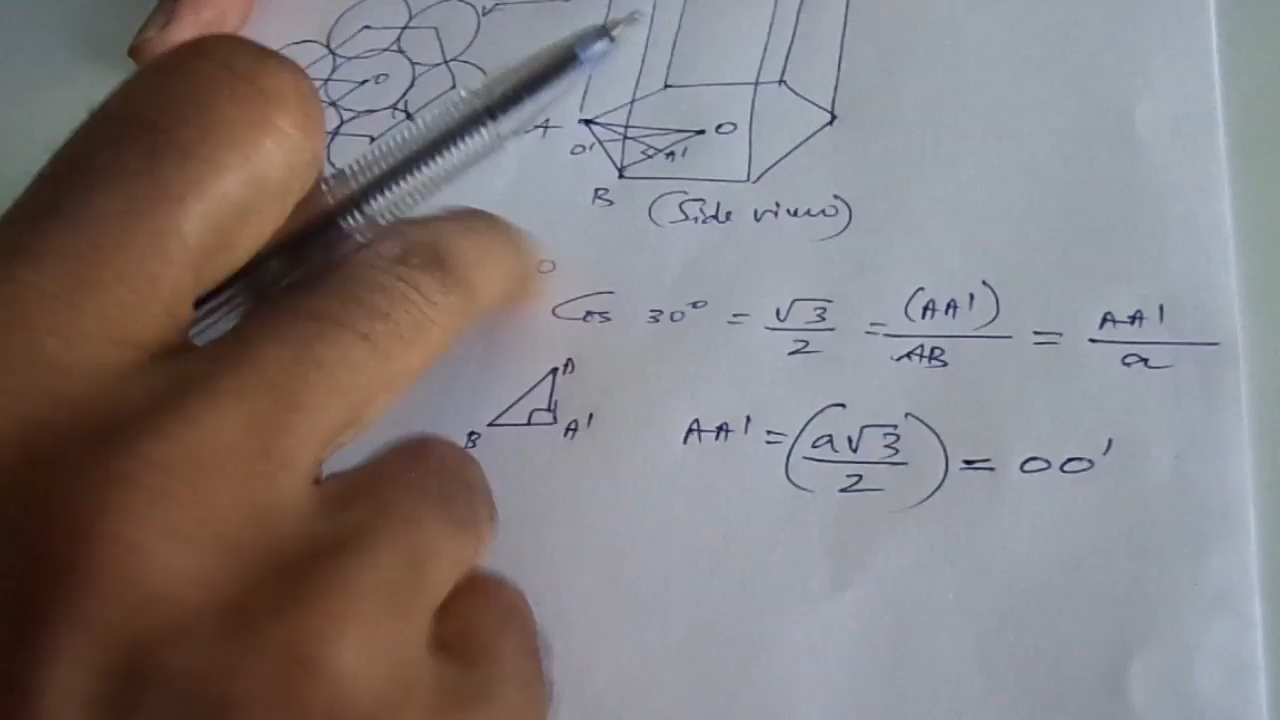 O
A O
O' A'
B (Side view)
Cos 30° = √3/2 = (AA')/AB = AA'/a
A
B A'
AA' = (a√3/2) = OO'